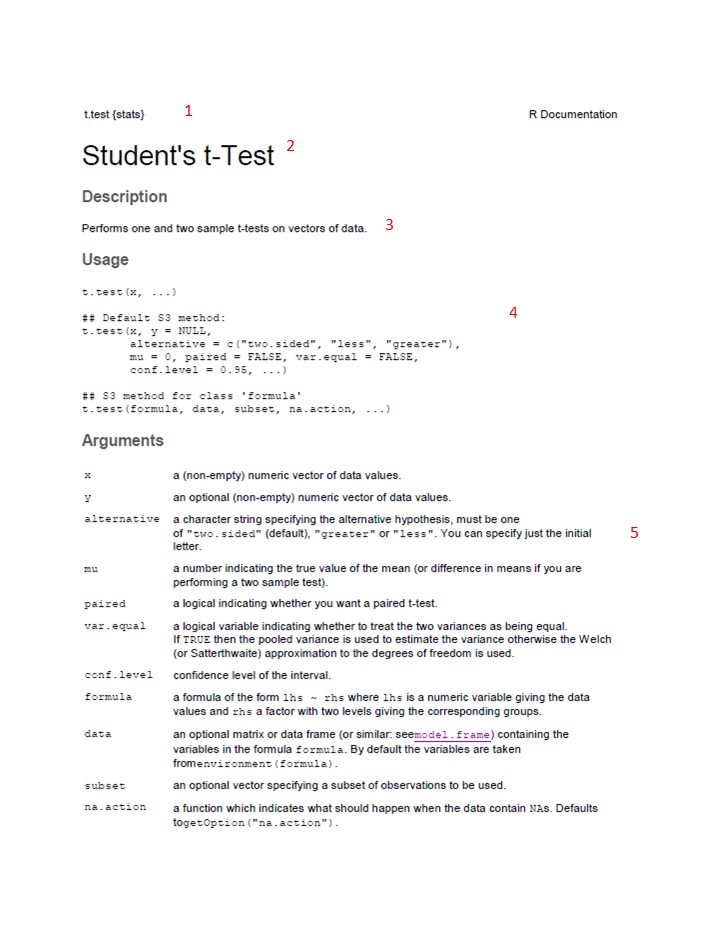 t.test {stats} 1 R Documentation
Student's t-Test 2
Description
Performs one and two sample t-tests on vectors of data. 3
Usage
t.test(x, ...)
## Default S3 method: 4
t.test(x, y = NULL,
       alternative = c("two.sided", "less", "greater"),
       mu = 0, paired = FALSE, var.equal = FALSE,
       conf.level = 0.95, ...)
## S3 method for class 'formula'
t.test(formula, data, subset, na.action, ...)
Arguments
x a (non-empty) numeric vector of data values.
y an optional (non-empty) numeric vector of data values.
alternative a character string specifying the alternative hypothesis, must be one
of "two.sided" (default), "greater" or "less". You can specify just the initial 5
letter.
mu a number indicating the true value of the mean (or difference in means if you are
performing a two sample test).
paired a logical indicating whether you want a paired t-test.
var.equal a logical variable indicating whether to treat the two variances as being equal.
If TRUE then the pooled variance is used to estimate the variance otherwise the Welch
(or Satterthwaite) approximation to the degrees of freedom is used.
conf.level confidence level of the interval.
formula a formula of the form lhs ~ rhs where lhs is a numeric variable giving the data
values and rhs a factor with two levels giving the corresponding groups.
data an optional matrix or data frame (or similar: seemodel.frame) containing the
variables in the formula formula. By default the variables are taken
fromenvironment(formula).
subset an optional vector specifying a subset of observations to be used.
na.action a function which indicates what should happen when the data contain NAs. Defaults
togetOption("na.action").